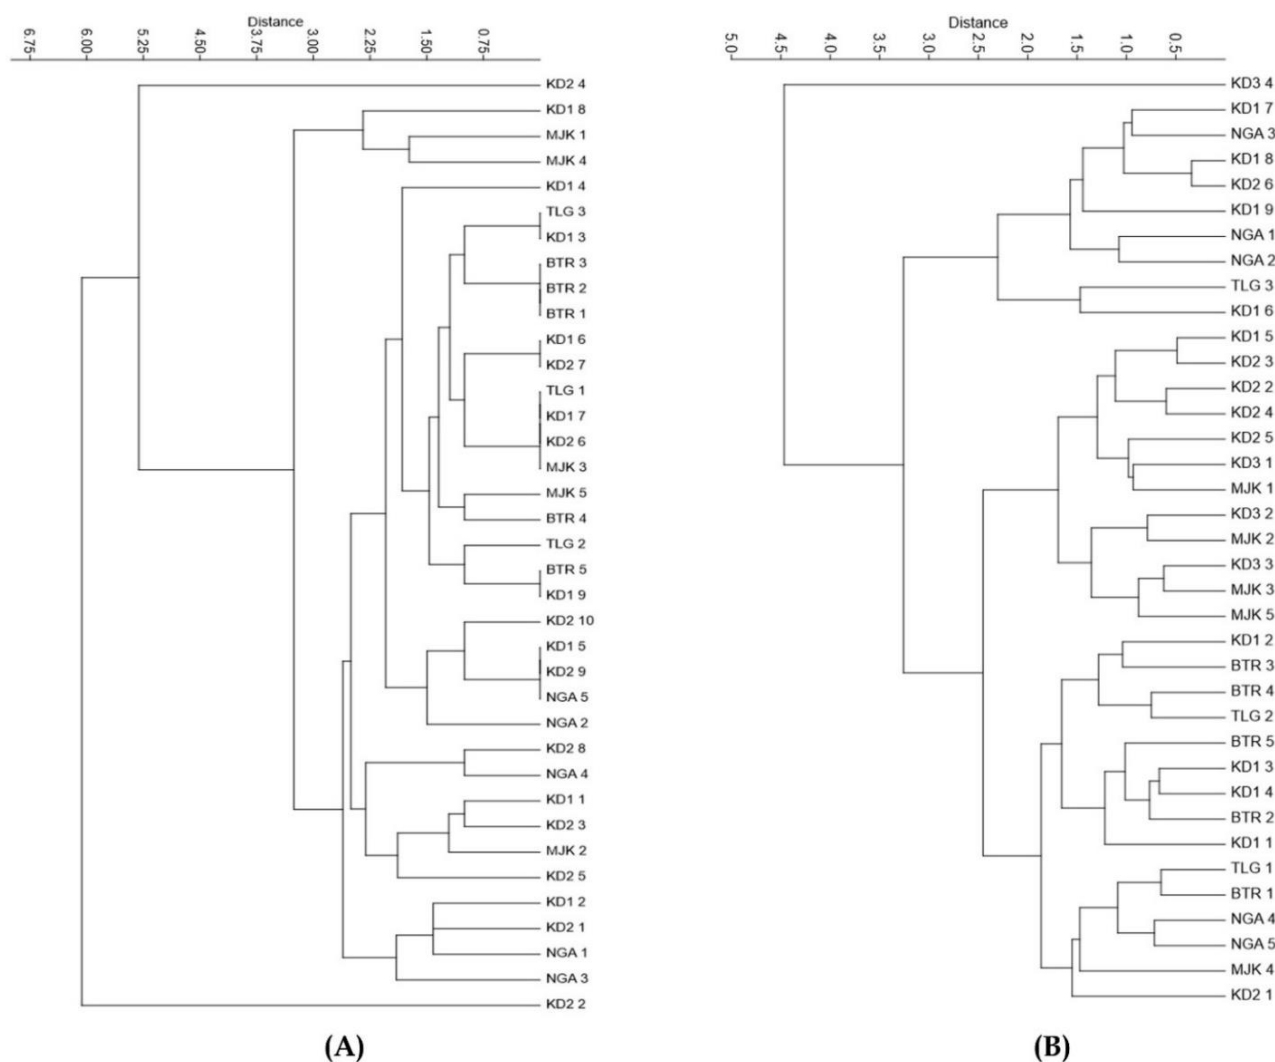 Distance
6.75 6.00 5.25 4.50 3.75 3.00 2.25 1.50 0.75
KD2 4
KD1 8
MJK 1
MJK 4
KD1 4
TLG 3
KD1 3
BTR 3
BTR 2
BTR 1
KD1 6
KD2 7
TLG 1
KD1 7
KD2 6
MJK 3
MJK 5
BTR 4
TLG 2
BTR 5
KD1 9
KD2 10
KD1 5
KD2 9
NGA 5
NGA 2
KD2 8
NGA 4
KD1 1
KD2 3
MJK 2
KD2 5
KD1 2
KD2 1
NGA 1
NGA 3
KD2 2
(A)
Distance
5.0 4.5 4.0 3.5 3.0 2.5 2.0 1.5 1.0 0.5
KD3 4
KD1 7
NGA 3
KD1 8
KD2 6
KD1 9
NGA 1
NGA 2
TLG 3
KD1 6
KD1 5
KD2 3
KD2 2
KD2 4
KD2 5
KD3 1
MJK 1
KD3 2
MJK 2
KD3 3
MJK 3
MJK 5
KD1 2
BTR 3
BTR 4
TLG 2
BTR 5
KD1 3
KD1 4
BTR 2
KD1 1
TLG 1
BTR 1
NGA 4
NGA 5
MJK 4
KD2 1
(B)